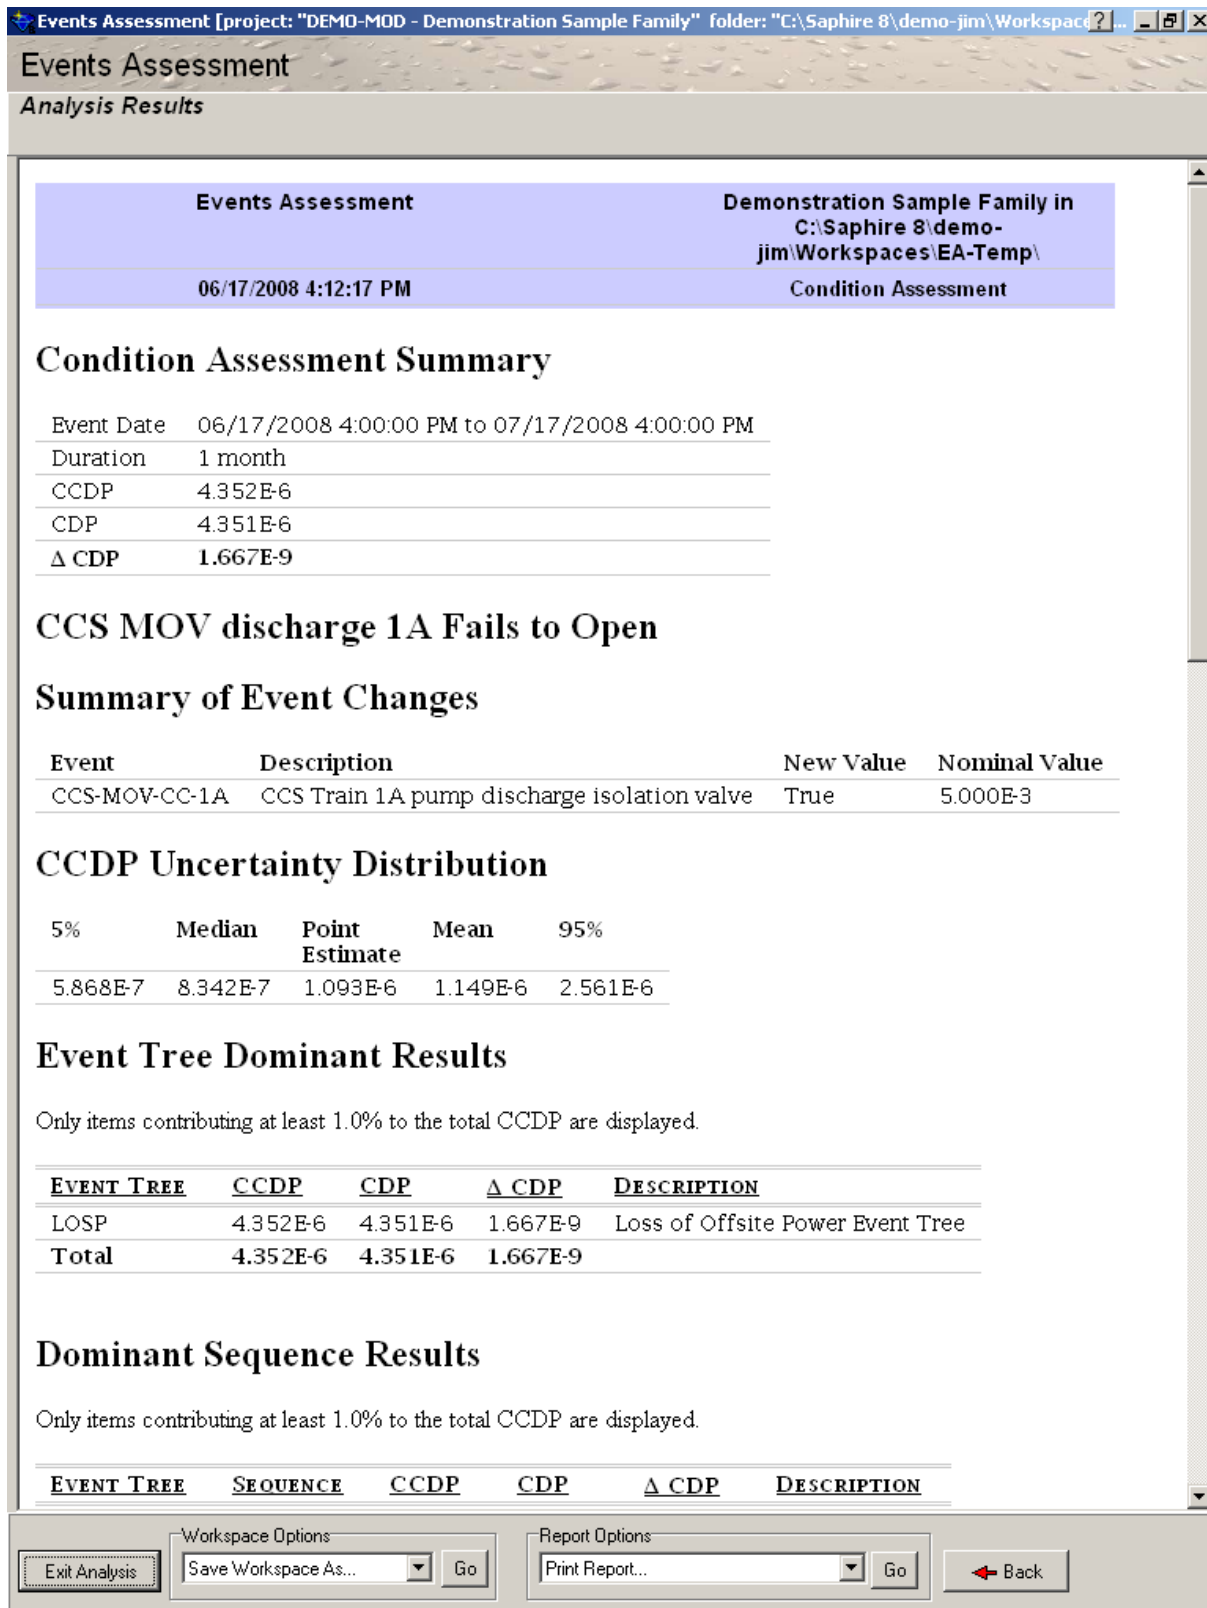 Events Assessment [project: "DEMO-MOD - Demonstration Sample Family" folder: "C:\Saphire 8\demo-jim\Workspace ? ...
Events Assessment
Analysis Results
Events Assessment
Demonstration Sample Family in
C:\Saphire 8\demo-
jim\Workspaces\EA-Temp\
06/17/2008 4:12:17 PM
Condition Assessment
Condition Assessment Summary
Event Date 06/17/2008 4:00:00 PM to 07/17/2008 4:00:00 PM
Duration 1 month
CCDP 4.352E-6
CDP 4.351E-6
Δ CDP 1.667E-9
CCS MOV discharge 1A Fails to Open
Summary of Event Changes
Event Description New Value Nominal Value
CCS-MOV-CC-1A CCS Train 1A pump discharge isolation valve True 5.000E-3
CCDP Uncertainty Distribution
5% Median Point Mean 95%
Estimate
5.868E-7 8.342E-7 1.093E-6 1.149E-6 2.561E-6
Event Tree Dominant Results
Only items contributing at least 1.0% to the total CCDP are displayed.
EVENT TREE CCDP CDP Δ CDP DESCRIPTION
LOSP 4.352E-6 4.351E-6 1.667E-9 Loss of Offsite Power Event Tree
Total 4.352E-6 4.351E-6 1.667E-9
Dominant Sequence Results
Only items contributing at least 1.0% to the total CCDP are displayed.
EVENT TREE SEQUENCE CCDP CDP Δ CDP DESCRIPTION
Workspace Options
Report Options
Exit Analysis
Save Workspace As...
Go
Print Report...
Go
Back